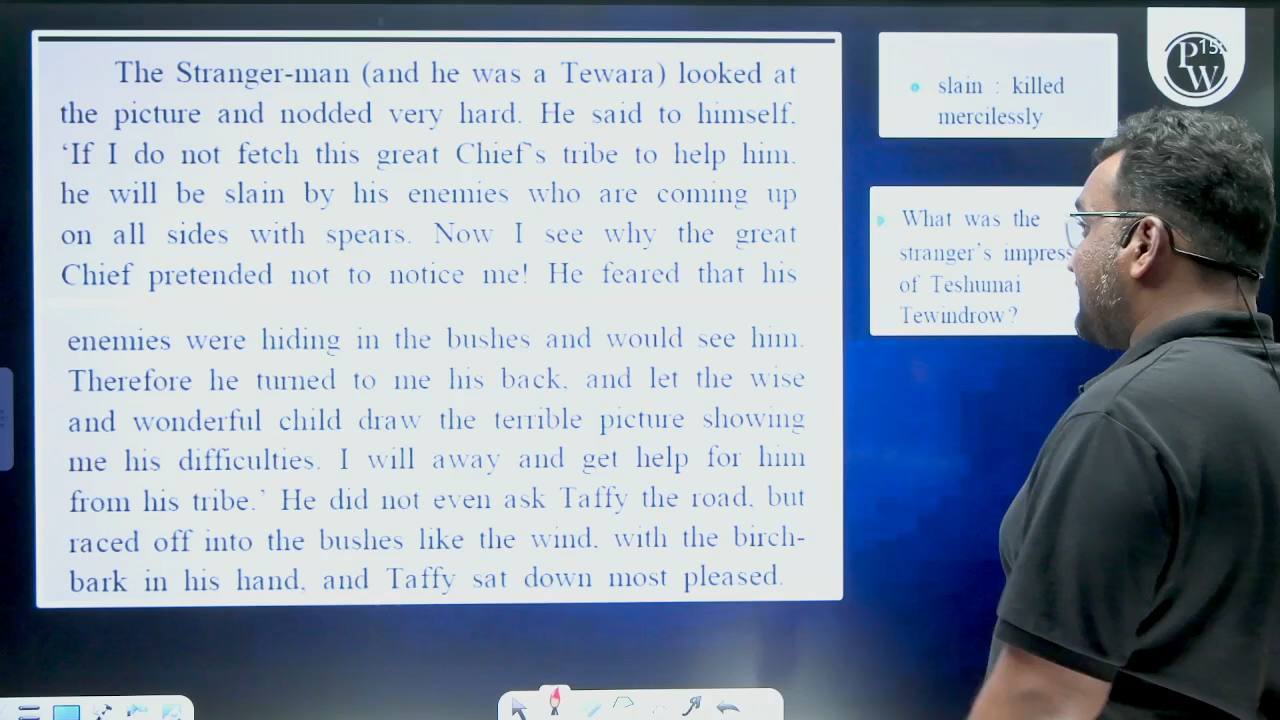 The Stranger-man (and he was a Tewara) looked at
the picture and nodded very hard. He said to himself,
‘If I do not fetch this great Chief’s tribe to help him,
he will be slain by his enemies who are coming up
on all sides with spears. Now I see why the great
Chief pretended not to notice me! He feared that his
enemies were hiding in the bushes and would see him.
Therefore he turned to me his back, and let the wise
and wonderful child draw the terrible picture showing
me his difficulties. I will away and get help for him
from his tribe.’ He did not even ask Taffy the road, but
raced off into the bushes like the wind, with the birch-
bark in his hand, and Taffy sat down most pleased.
slain : killed
mercilessly
What was the
stranger’s impress
of Teshumai
Tewindrow?
PW